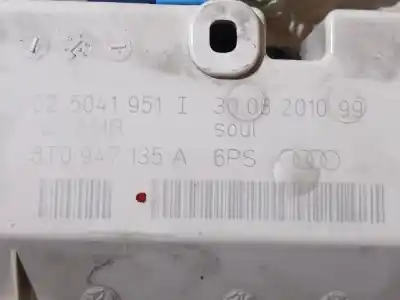 02 5041 951 I 30 08 2010 99
soul
8T0 947 135 A 6PS